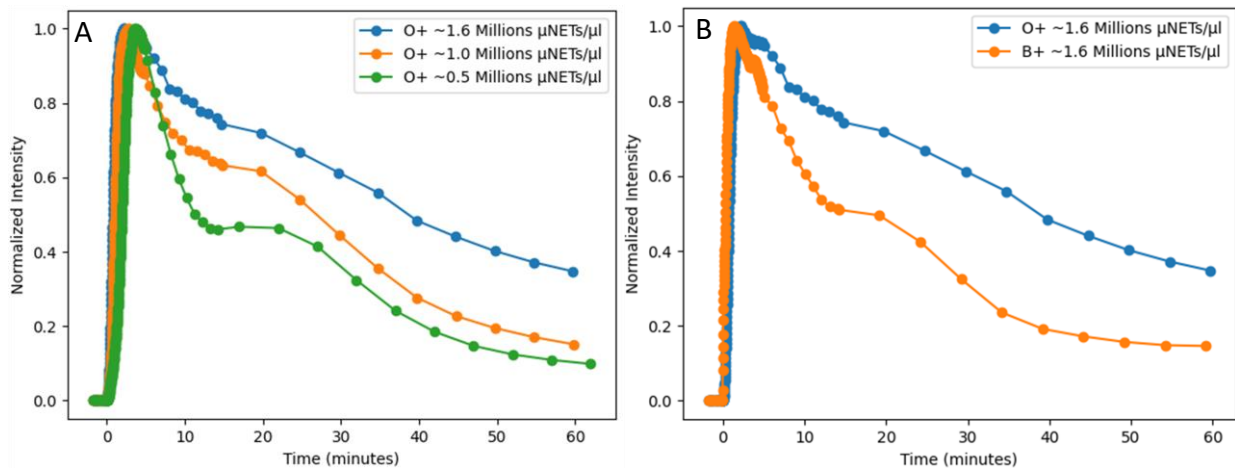 A
O+ ~1.6 Millions μNETs/μl
O+ ~1.0 Millions μNETs/μl
O+ ~0.5 Millions μNETs/μl
1.0
0.8
0.6
0.4
0.2
0.0
Normalized Intensity
0 10 20 30 40 50 60
Time (minutes)
B
O+ ~1.6 Millions μNETs/μl
B+ ~1.6 Millions μNETs/μl
1.0
0.8
0.6
0.4
0.2
0.0
Normalized Intensity
0 10 20 30 40 50 60
Time (minutes)